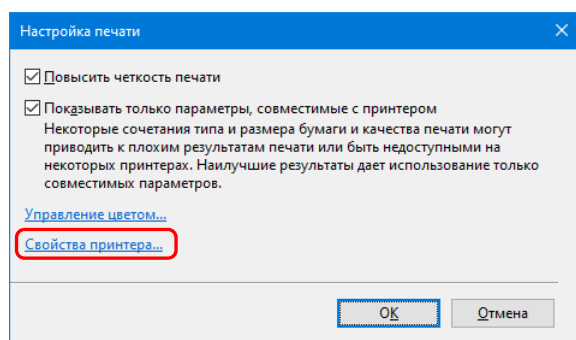 Настройка печати
Повысить четкость печати
Показывать только параметры, совместимые с принтером
Некоторые сочетания типа и размера бумаги и качества печати могут
приводить к плохим результатам печати или быть недоступными на
некоторых принтерах. Наилучшие результаты дает использование только
совместимых параметров.
Управление цветом...
Свойства принтера...
ОК Отмена